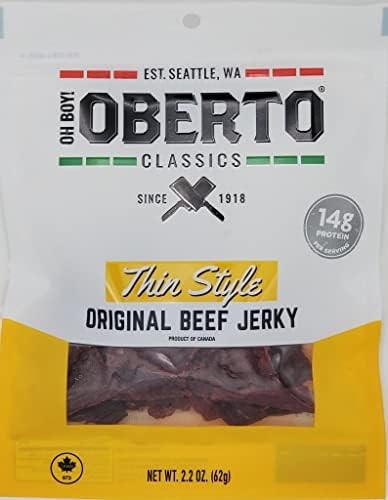 EST. SEATTLE, WA
OH BOY!
OBERTO®
CLASSICS
SINCE 1918
14g
PROTEIN
PER SERVING
Thin Style
ORIGINAL BEEF JERKY
PRODUCT OF CANADA
NET WT. 2.2 OZ. (62g)